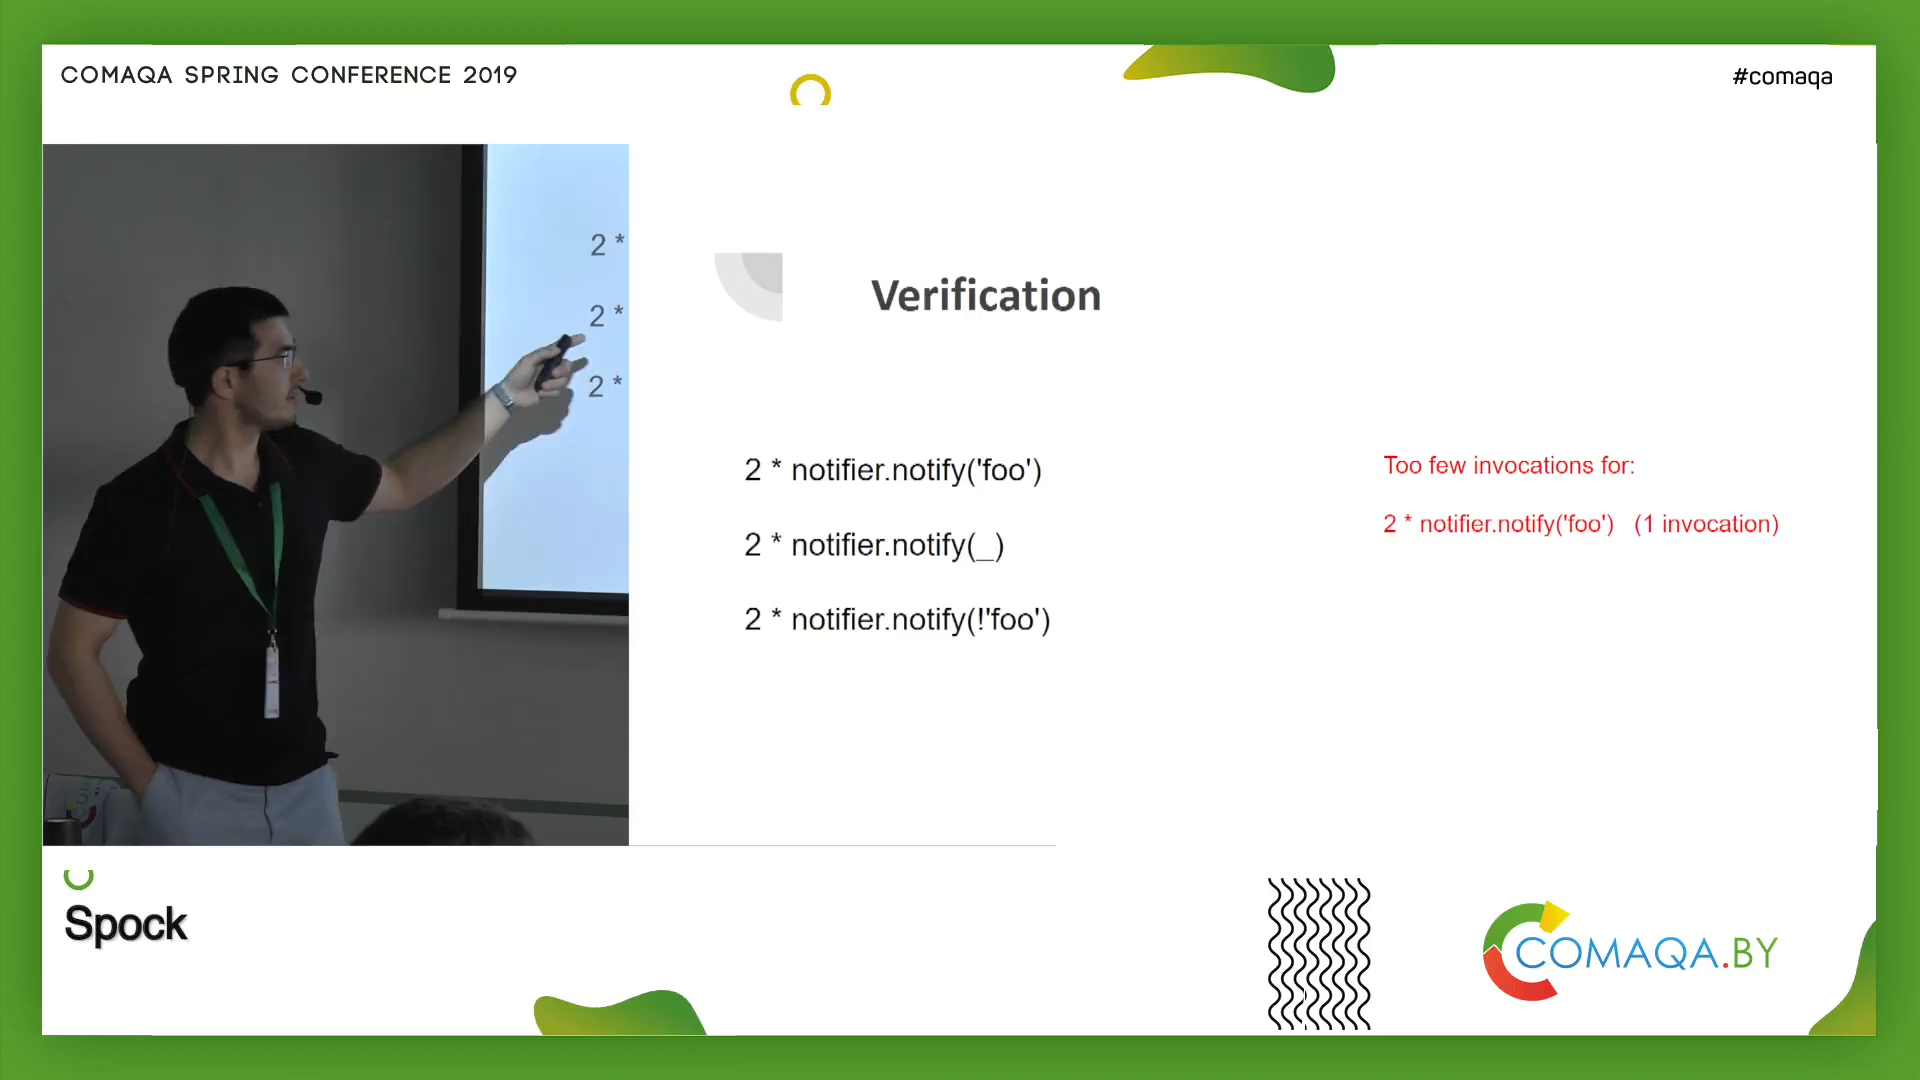 COMAQA SPRING CONFERENCE 2019
#comaqa
2 *
2 *
2 *
Verification
2 * notifier.notify('foo')
2 * notifier.notify(_)
2 * notifier.notify(!'foo')
Too few invocations for:
2 * notifier.notify('foo') (1 invocation)
Spock
COMAQA.BY